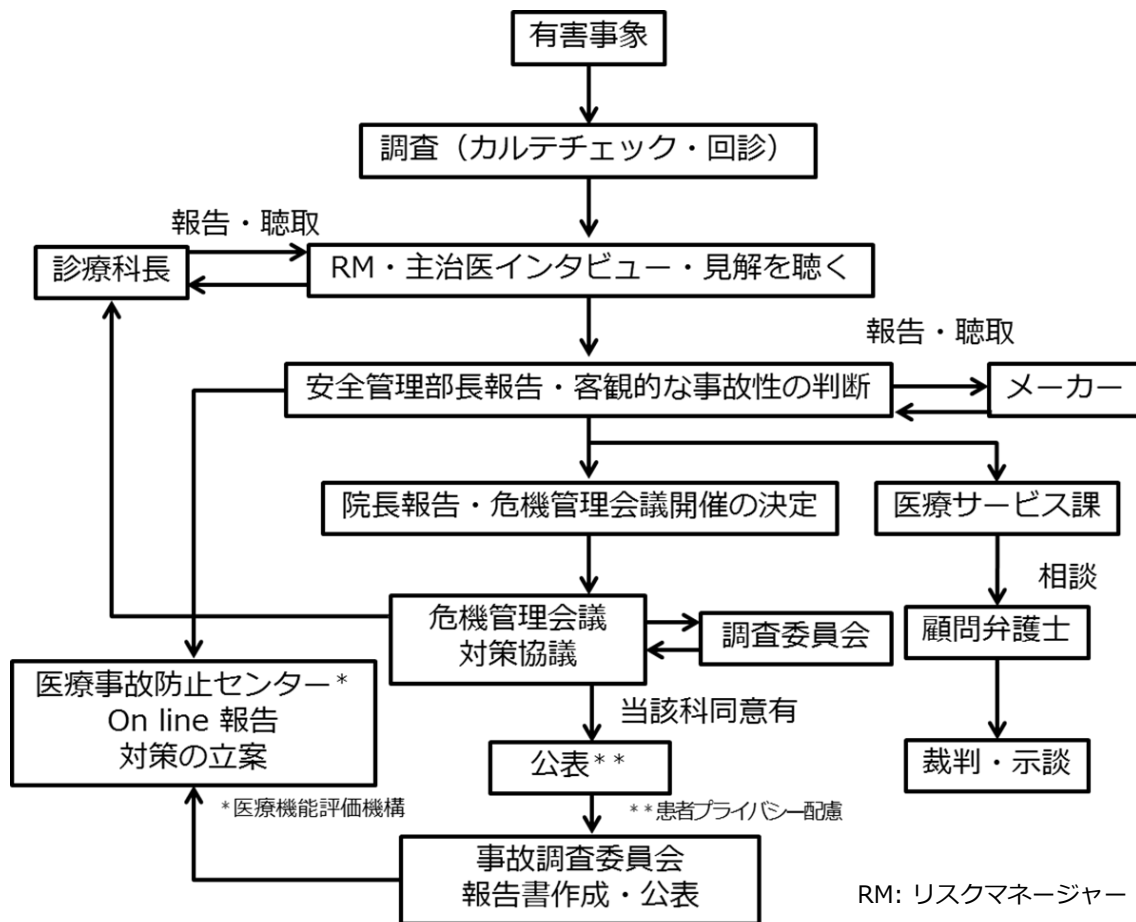 有害事象
調査（カルテチェック・回診）
報告・聴取
診療科長
RM・主治医インタビュー・見解を聴く
報告・聴取
安全管理部長報告・客観的な事故性の判断
メーカー
院長報告・危機管理会議開催の決定
医療サービス課
相談
危機管理会議
対策協議
調査委員会
顧問弁護士
医療事故防止センター*
On line 報告
対策の立案
当該科同意有
公表**
裁判・示談
*医療機能評価機構
**患者プライバシー配慮
事故調査委員会
報告書作成・公表
RM: リスクマネージャー